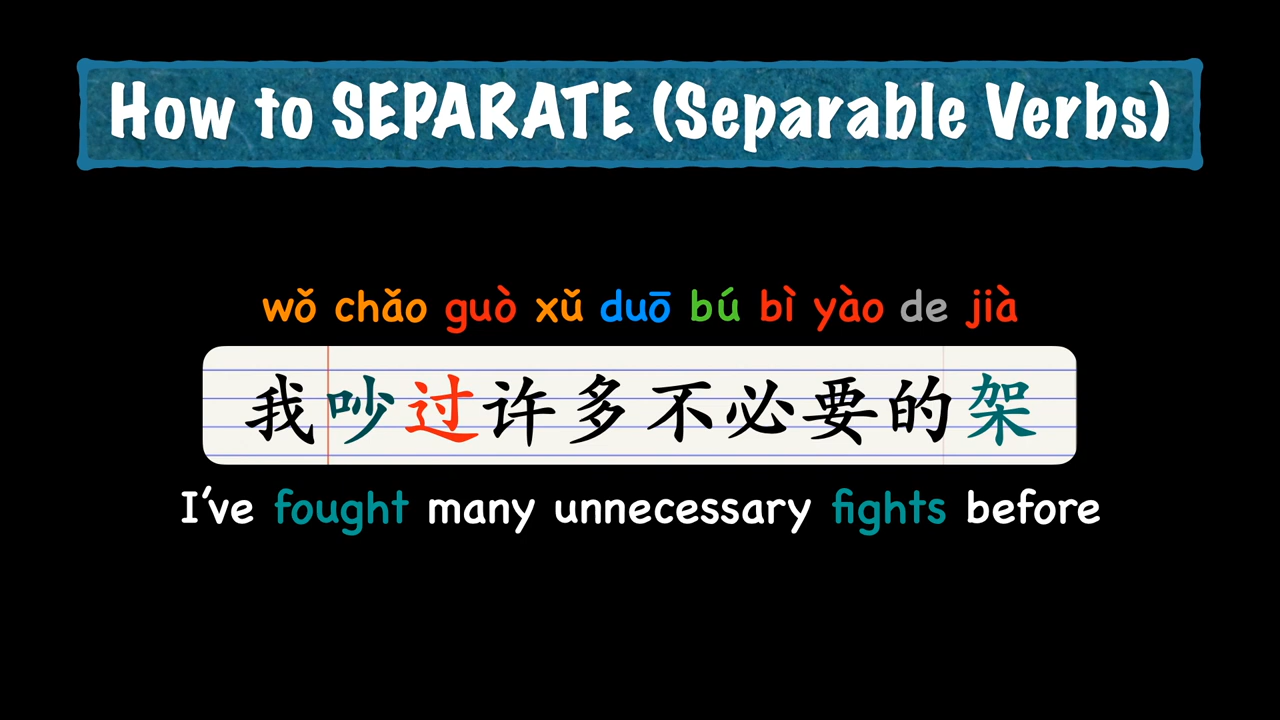 How to SEPARATE (Separable Verbs)
wǒ chǎo guò xǔ duō bú bì yào de jià
我吵过许多不必要的架
I've fought many unnecessary fights before